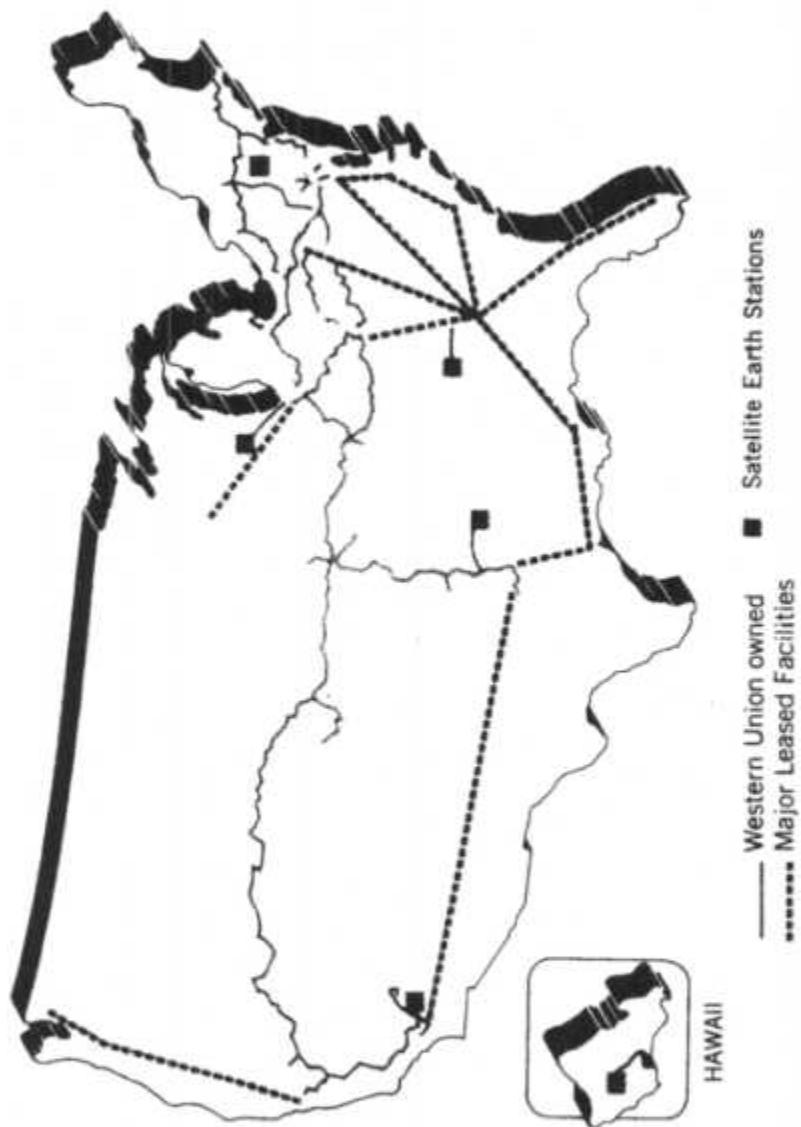 HAWAII
Western Union owned
Major Leased Facilities
Satellite Earth Stations